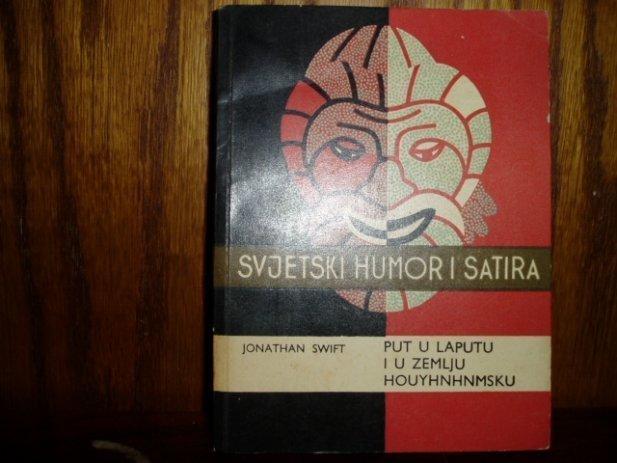 SVJETSKI HUMOR I SATIRA
JONATHAN SWIFT
PUT U LAPUTU
I U ZEMLJU
HOUYHNHNMSKU